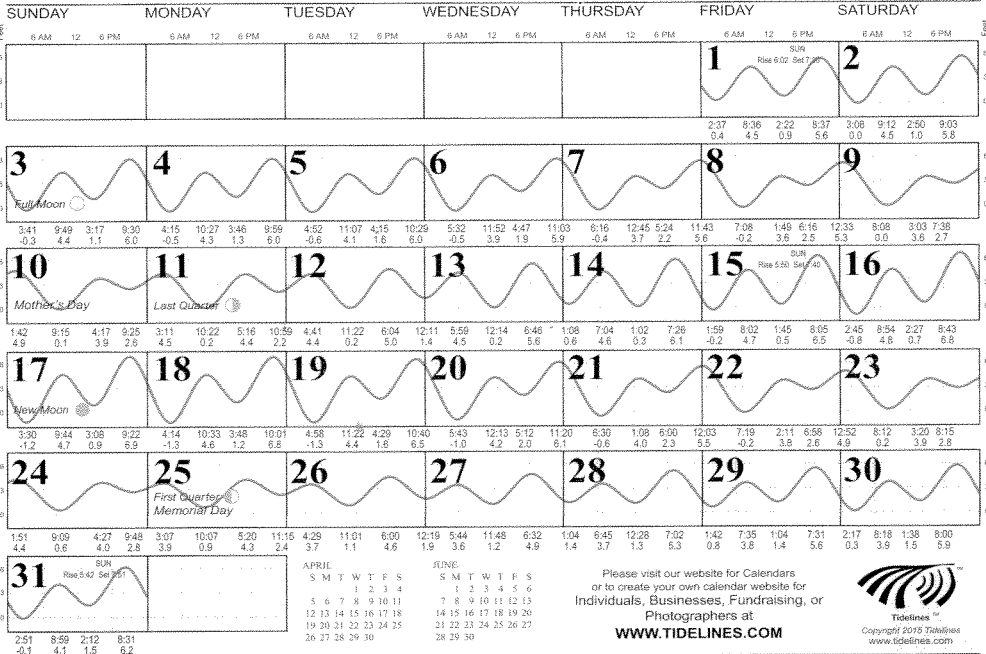 SUNDAY MONDAY TUESDAY WEDNESDAY THURSDAY FRIDAY SATURDAY
6 AM 12 6 PM 6 AM 12 6 PM 6 AM 12 6 PM 6 AM 12 6 PM 6 AM 12 6 PM 6 AM 12 6 PM 6 AM 12 6 PM
1 SUN 2
Rise 6:02 Set
2:37 8:36 2:22 8:37 3:08 9:12 2:50 9:03
0.4 4.5 0.9 5.6 0.0 4.5 1.0 5.8
3 4 5 6 7 8 9
Full Moon
3:41 9:49 3:17 9:30 4:15 10:27 3:46 9:59 4:52 11:07 4:15 10:29 5:32 11:52 4:47 11:03 6:16 12:45 5:24 11:43 7:08 1:49 6:16 12:33 8:08 3:03 7:38
-0.3 4.4 1.1 6.0 -0.5 4.3 1.3 6.0 -0.6 4.1 1.6 6.0 -0.5 3.9 1.9 5.9 -0.4 3.7 2.2 5.6 -0.2 3.6 2.5 5.3 0.0 3.6 2.7
10 11 12 13 14 15 SUN 16
Rise 5:50 Set 7:40
Mother's Day Last Quarter
1:42 9:15 4:17 9:25 3:11 10:22 5:16 10:59 4:41 11:22 6:04 12:11 5:59 12:14 6:46 1:08 7:04 1:02 7:26 1:59 8:02 1:45 8:05 2:45 8:54 2:27 8:43
4.9 0.1 3.9 2.6 4.5 0.2 4.4 2.2 4.4 0.2 5.0 1.4 4.5 0.2 5.6 0.6 4.6 0.3 6.1 -0.2 4.7 0.5 6.5 -0.8 4.8 0.7 6.8
17 18 19 20 21 22 23
New Moon
3:30 9:44 3:08 9:22 4:14 10:33 3:48 10:01 4:58 11:22 4:29 10:40 5:43 12:13 5:12 11:20 6:30 1:08 6:00 12:03 7:19 2:11 6:58 12:52 8:12 3:20 8:15
-1.2 4.7 0.9 6.9 -1.3 4.6 1.2 6.8 -1.3 4.4 1.6 6.5 -1.0 4.2 2.0 6.1 -0.6 4.0 2.3 5.5 -0.2 3.8 2.6 4.9 0.2 3.9 2.8
24 25 26 27 28 29 30
First Quarter
Memorial Day
1:51 9:09 4:27 9:48 3:07 10:07 5:20 11:15 4:29 11:01 6:00 12:19 5:44 11:48 6:32 1:04 6:45 12:28 7:02 1:42 7:35 1:04 7:31 2:17 8:18 1:38 8:00
4.4 0.6 4.0 2.8 3.9 0.9 4.3 2.4 3.7 1.1 4.6 1.9 3.6 1.2 4.9 1.4 3.7 1.3 5.3 0.8 3.8 1.4 5.6 0.3 3.9 1.5 5.9
31 SUN
Rise 5:42 Set 7:51
2:51 8:59 2:12 8:31
-0.1 4.1 1.5 6.2
APRIL
S M T W T F S
1 2 3 4
5 6 7 8 9 10 11
12 13 14 15 16 17 18
19 20 21 22 23 24 25
26 27 28 29 30
JUNE
S M T W T F S
1 2 3 4 5 6
7 8 9 10 11 12 13
14 15 16 17 18 19 20
21 22 23 24 25 26 27
28 29 30
Please visit our website for Calendars
or to create your own calendar website for
Individuals, Businesses, Fundraising, or
Photographers at
WWW.TIDELINES.COM
Tidelines™
Copyright 2015 Tidelines
www.tidelines.com